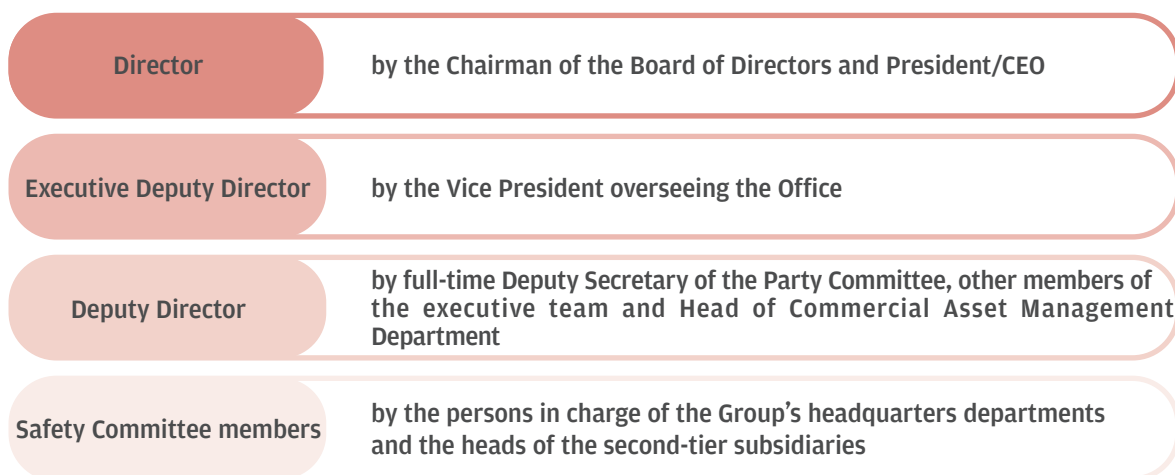 Director
by the Chairman of the Board of Directors and President/CEO
Executive Deputy Director
by the Vice President overseeing the Office
Deputy Director
by full-time Deputy Secretary of the Party Committee, other members of
the executive team and Head of Commercial Asset Management
Department
Safety Committee members
by the persons in charge of the Group's headquarters departments
and the heads of the second-tier subsidiaries